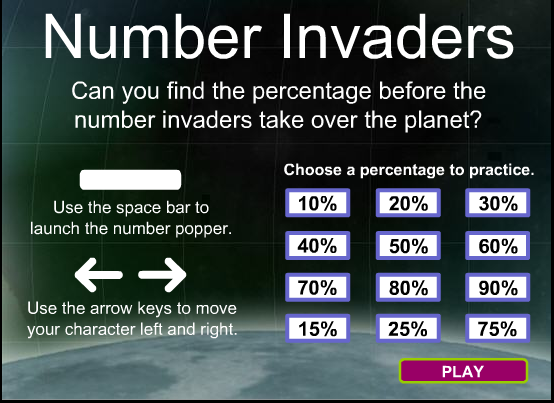 Number Invaders
Can you find the percentage before the
number invaders take over the planet?
Use the space bar to
launch the number popper.
Use the arrow keys to move
your character left and right.
Choose a percentage to practice.
10% 20% 30%
40% 50% 60%
70% 80% 90%
15% 25% 75%
PLAY